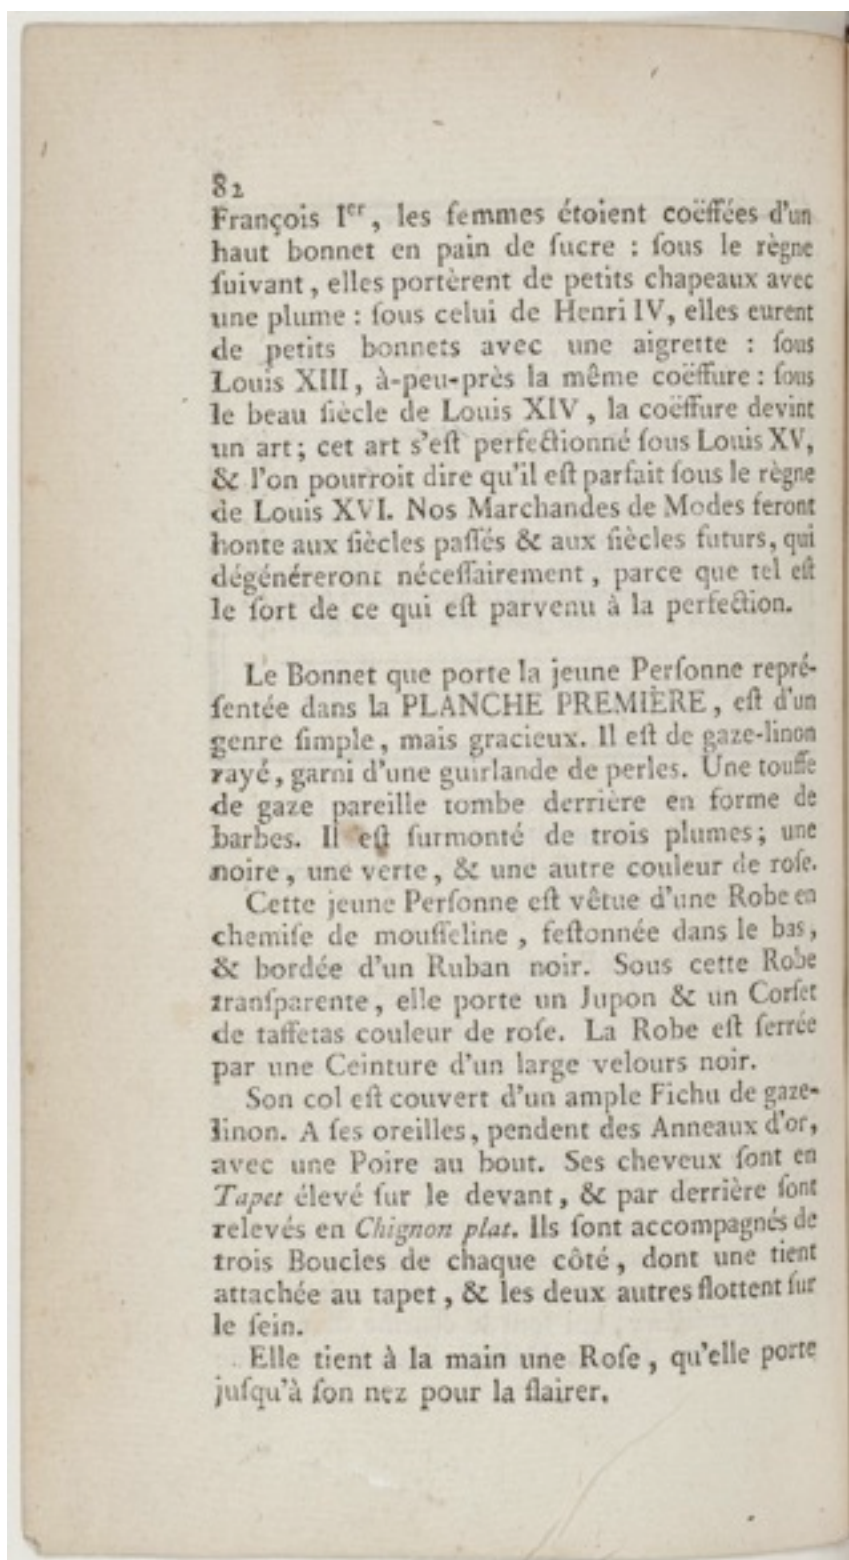 82
François Ier, les femmes étoient coëffées d'un
haut bonnet en pain de ſucre : ſous le règne
ſuivant, elles portèrent de petits chapeaux avec
une plume : ſous celui de Henri IV, elles eurent
de petits bonnets avec une aigrette : ſous
Louis XIII, à-peu-près la même coëffure : ſous
le beau ſiècle de Louis XIV, la coëffure devint
un art ; cet art s'eſt perfectionné ſous Louis XV,
& l'on pourroit dire qu'il eſt parfait ſous le règne
de Louis XVI. Nos Marchandes de Modes feront
honte aux ſiècles paſſés & aux ſiècles futurs, qui
dégénéreront néceſſairement, parce que tel eſt
le ſort de ce qui eſt parvenu à la perfection.
Le Bonnet que porte la jeune Perſonne repré-
ſentée dans la PLANCHE PREMIÈRE, eſt d'un
genre ſimple, mais gracieux. Il eſt de gaze-linon
rayé, garni d'une guirlande de perles. Une touffe
de gaze pareille tombe derrière en forme de
barbes. Il eſt ſurmonté de trois plumes ; une
noire, une verte, & une autre couleur de roſe.
Cette jeune Perſonne eſt vêtue d'une Robe en
chemiſe de mouſſeline, feſtonnée dans le bas,
& bordée d'un Ruban noir. Sous cette Robe
tranſparente, elle porte un Jupon & un Corſet
de taffetas couleur de roſe. La Robe eſt ſerrée
par une Ceinture d'un large velours noir.
Son col eſt couvert d'un ample Fichu de gaze-
linon. A ſes oreilles, pendent des Anneaux d'or,
avec une Poire au bout. Ses cheveux ſont en
Tapet élevé ſur le devant, & par derrière ſont
relevés en Chignon plat. Ils ſont accompagnés de
trois Boucles de chaque côté, dont une tient
attachée au tapet, & les deux autres flottent ſur
le ſein.
Elle tient à la main une Roſe, qu'elle porte
juſqu'à ſon nez pour la flairer.